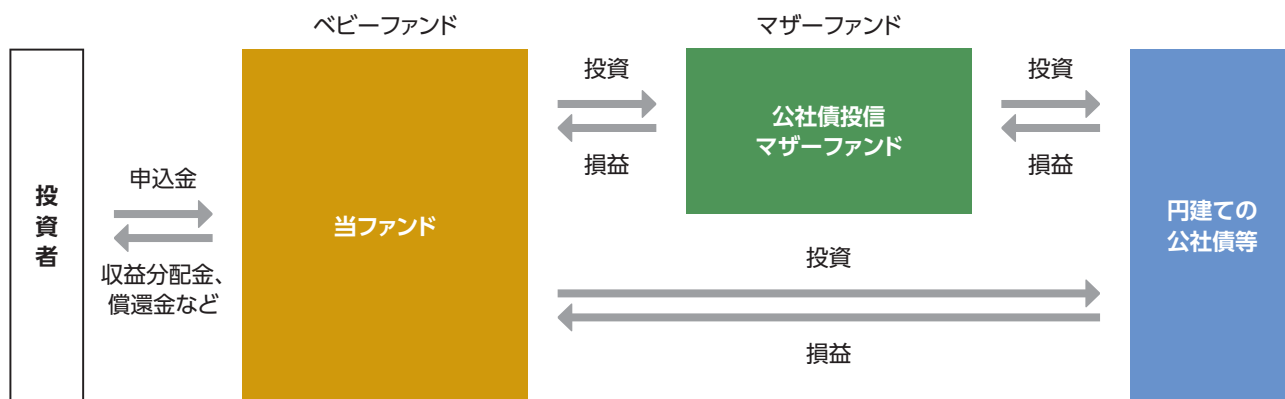 ベビーファンド
マザーファンド
投資者
申込金
収益分配金、
償還金など
当ファンド
投資
損益
公社債投信
マザーファンド
投資
損益
投資
損益
円建ての
公社債等